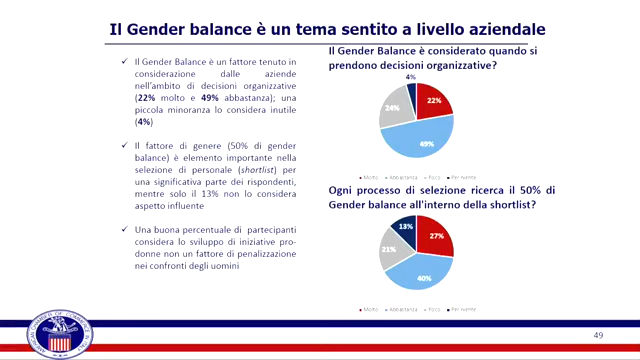 Il Gender balance è un tema sentito a livello aziendale
✓ Il Gender Balance è un fattore tenuto in
considerazione dalle aziende
nell'ambito di decisioni organizzative
(22% molto e 49% abbastanza); una
piccola minoranza lo considera inutile
(4%)
✓ Il fattore di genere (50% di gender
balance) è elemento importante nella
selezione di personale (shortlist) per
una significativa parte dei rispondenti,
mentre solo il 13% non lo considera
aspetto influente
✓ Una buona percentuale di partecipanti
considera lo sviluppo di iniziative pro-
donne non un fattore di penalizzazione
nei confronti degli uomini
Il Gender Balance è considerato quando si
prendono decisioni organizzative?
4%
22%
24%
49%
Molto Abbastanza Poco Per niente
Ogni processo di selezione ricerca il 50% di
Gender balance all'interno della shortlist?
13%
27%
21%
40%
Molto Abbastanza Poco Per niente
AMERICAN CHAMBER OF COMMERCE IN ITALY
49